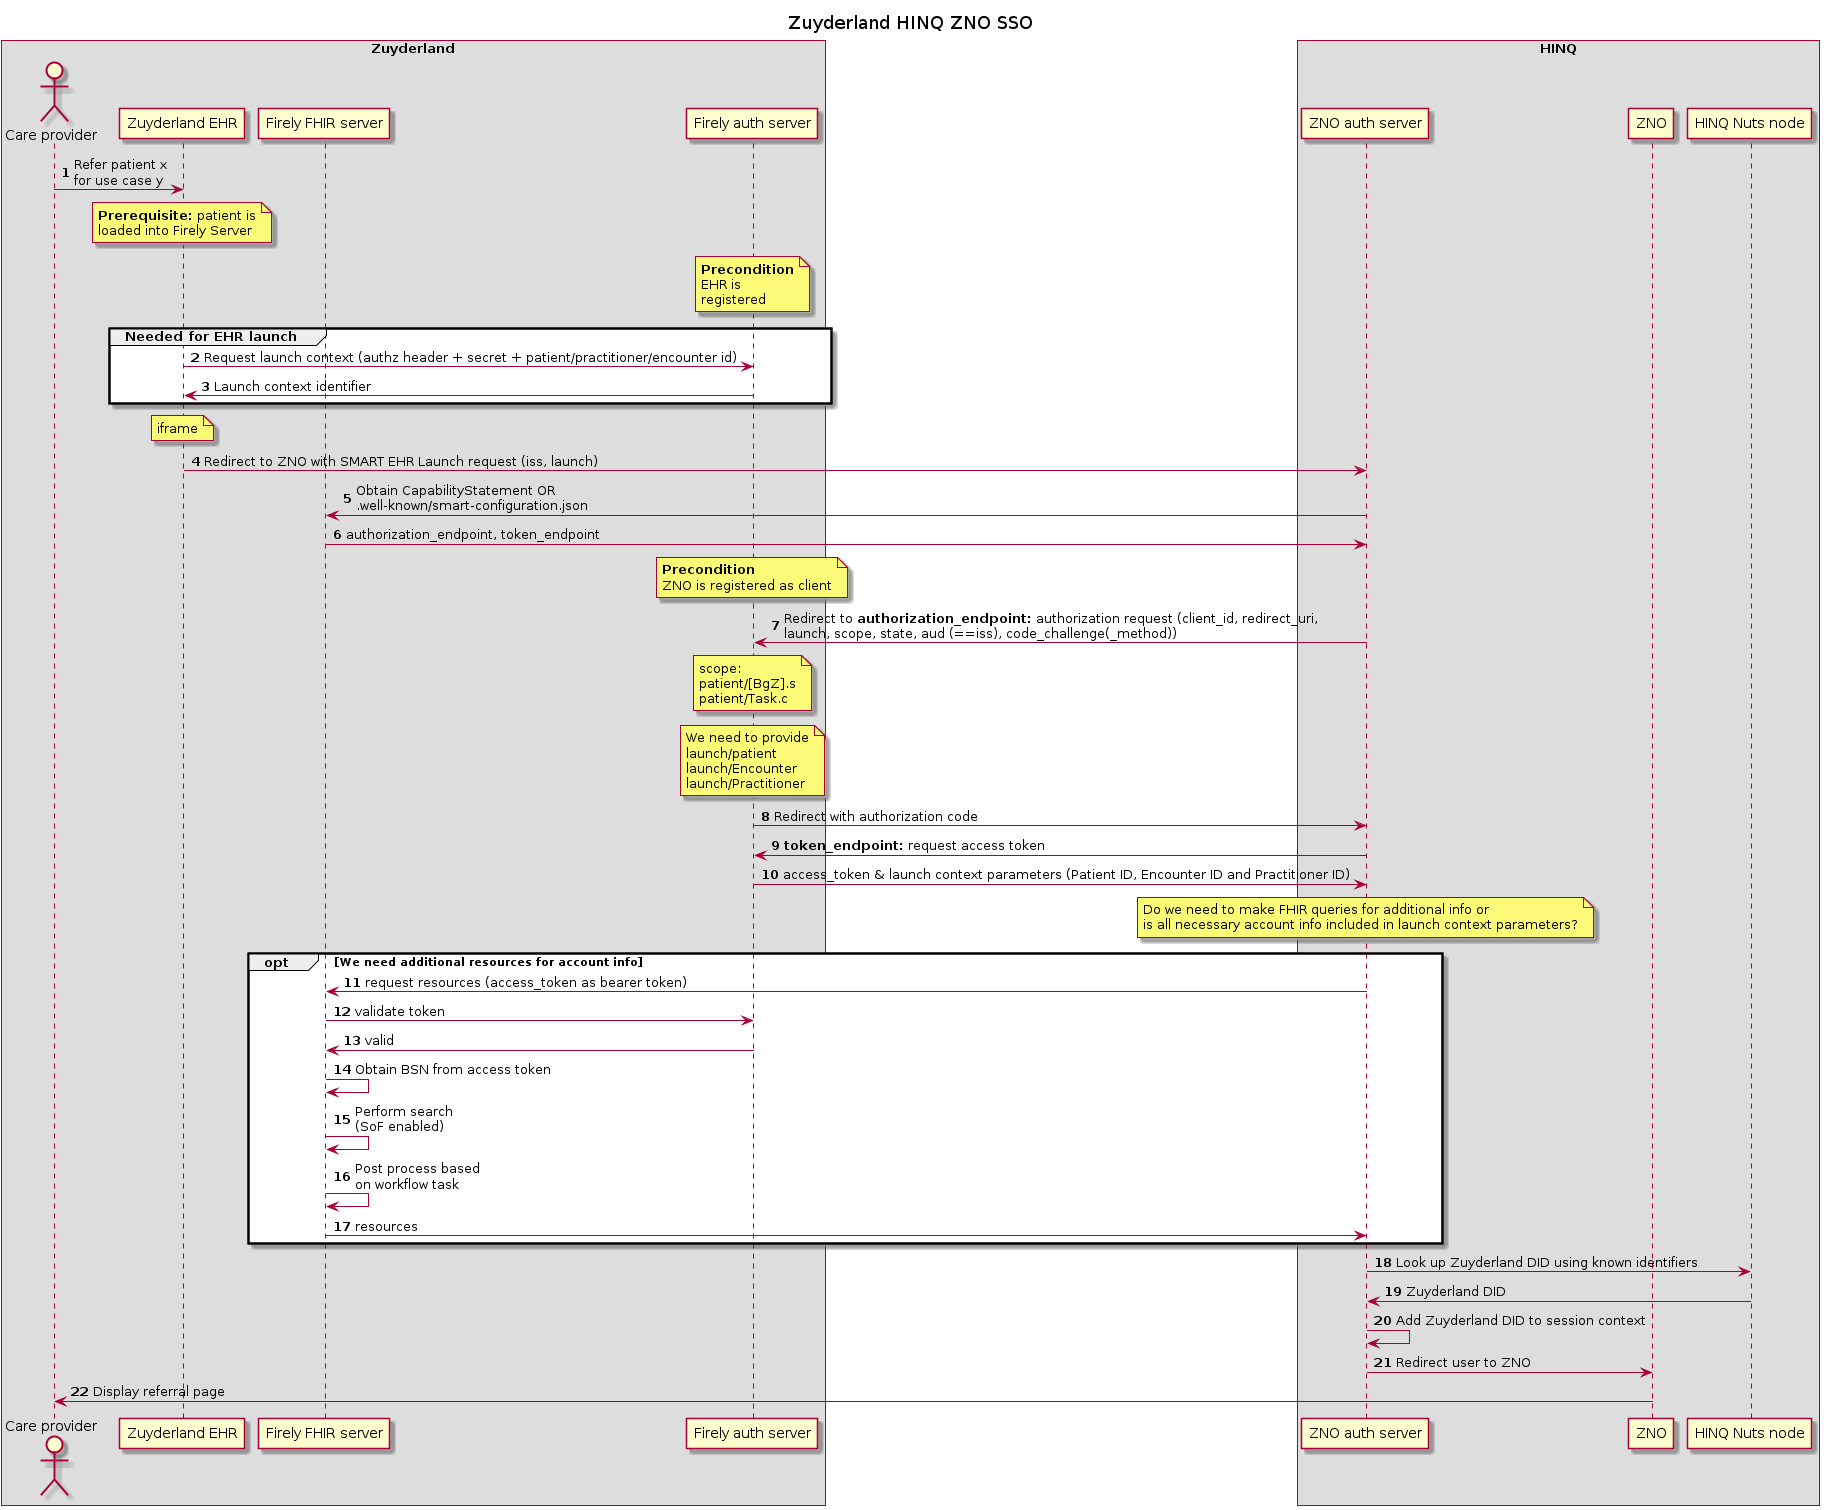 Zuyderland HINQ ZNO SSO
Zuyderland
HINQ
Care provider
Zuyderland EHR
Firely FHIR server
Firely auth server
ZNO auth server
ZNO
HINQ Nuts node
1 Refer patient x
for use case y
Prerequisite: patient is
loaded into Firely Server
Precondition
EHR is
registered
Needed for EHR launch
2 Request launch context (authz header + secret + patient/practitioner/encounter id)
3 Launch context identifier
iframe
4 Redirect to ZNO with SMART EHR Launch request (iss, launch)
5 Obtain CapabilityStatement OR
.well-known/smart-configuration.json
6 authorization_endpoint, token_endpoint
Precondition
ZNO is registered as client
7 Redirect to authorization_endpoint: authorization request (client_id, redirect_uri,
launch, scope, state, aud (==iss), code_challenge(_method))
scope:
patient/[BgZ].s
patient/Task.c
We need to provide
launch/patient
launch/Encounter
launch/Practitioner
8 Redirect with authorization code
9 token_endpoint: request access token
10 access_token & launch context parameters (Patient ID, Encounter ID and Practitioner ID)
Do we need to make FHIR queries for additional info or
is all necessary account info included in launch context parameters?
opt [We need additional resources for account info]
11 request resources (access_token as bearer token)
12 validate token
13 valid
14 Obtain BSN from access token
15 Perform search
(SoF enabled)
16 Post process based
on workflow task
17 resources
18 Look up Zuyderland DID using known identifiers
19 Zuyderland DID
20 Add Zuyderland DID to session context
21 Redirect user to ZNO
22 Display referral page
Care provider
Zuyderland EHR
Firely FHIR server
Firely auth server
ZNO auth server
ZNO
HINQ Nuts node